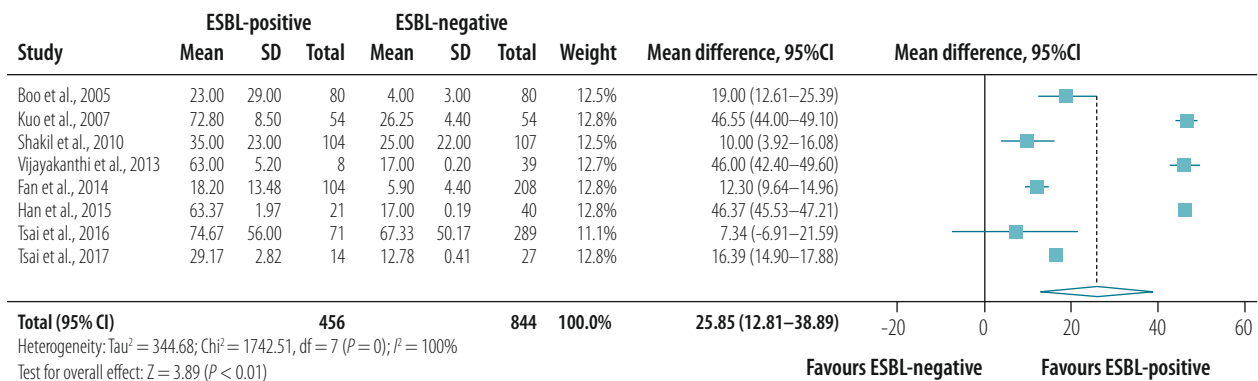 ESBL-positive ESBL-negative
Study Mean SD Total Mean SD Total Weight Mean difference, 95%CI Mean difference, 95%CI
Boo et al., 2005 23.00 29.00 80 4.00 3.00 80 12.5% 19.00 (12.61–25.39)
Kuo et al., 2007 72.80 8.50 54 26.25 4.40 54 12.8% 46.55 (44.00–49.10)
Shakil et al., 2010 35.00 23.00 104 25.00 22.00 107 12.5% 10.00 (3.92–16.08)
Vijayakanthi et al., 2013 63.00 5.20 8 17.00 0.20 39 12.7% 46.00 (42.40–49.60)
Fan et al., 2014 18.20 13.48 104 5.90 4.40 208 12.8% 12.30 (9.64–14.96)
Han et al., 2015 63.37 1.97 21 17.00 0.19 40 12.8% 46.37 (45.53–47.21)
Tsai et al., 2016 74.67 56.00 71 67.33 50.17 289 11.1% 7.34 (-6.91–21.59)
Tsai et al., 2017 29.17 2.82 14 12.78 0.41 27 12.8% 16.39 (14.90–17.88)
Total (95% CI) 456 844 100.0% 25.85 (12.81–38.89)
-20 0 20 40 60
Heterogeneity: Tau² = 344.68; Chi² = 1742.51, df = 7 (P = 0); I² = 100%
Test for overall effect: Z = 3.89 (P < 0.01)
Favours ESBL-negative Favours ESBL-positive